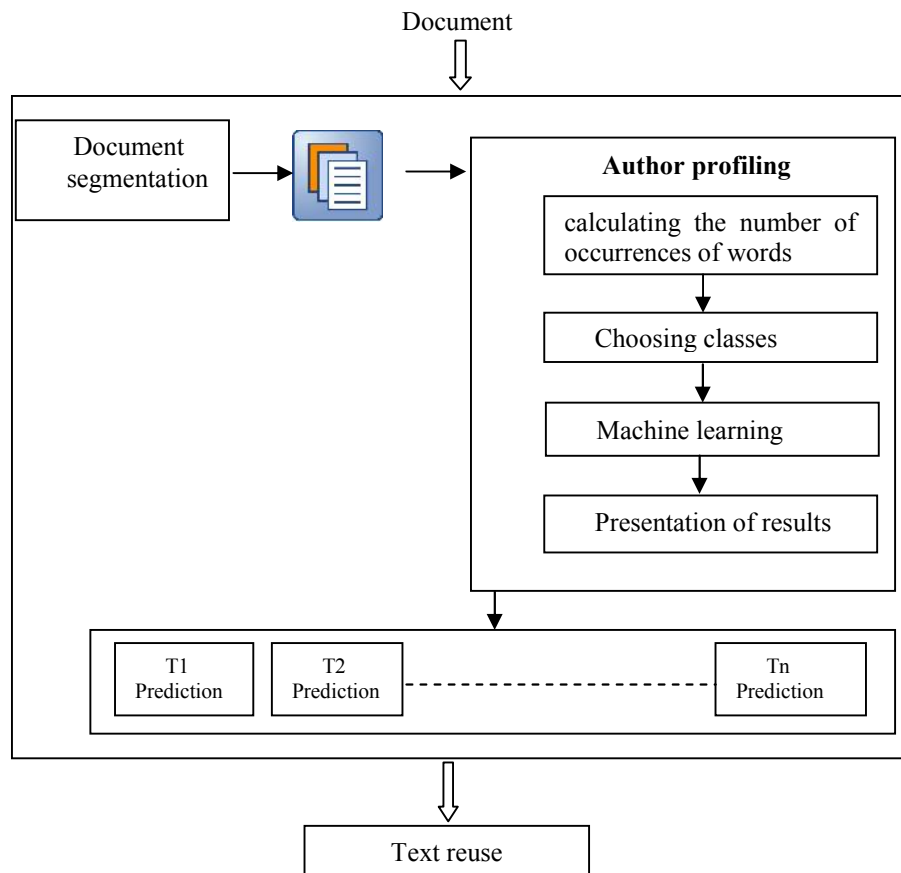 Document
Document
segmentation
Author profiling
calculating the number of
occurrences of words
Choosing classes
Machine learning
Presentation of results
T1
Prediction
T2
Prediction
Tn
Prediction
Text reuse